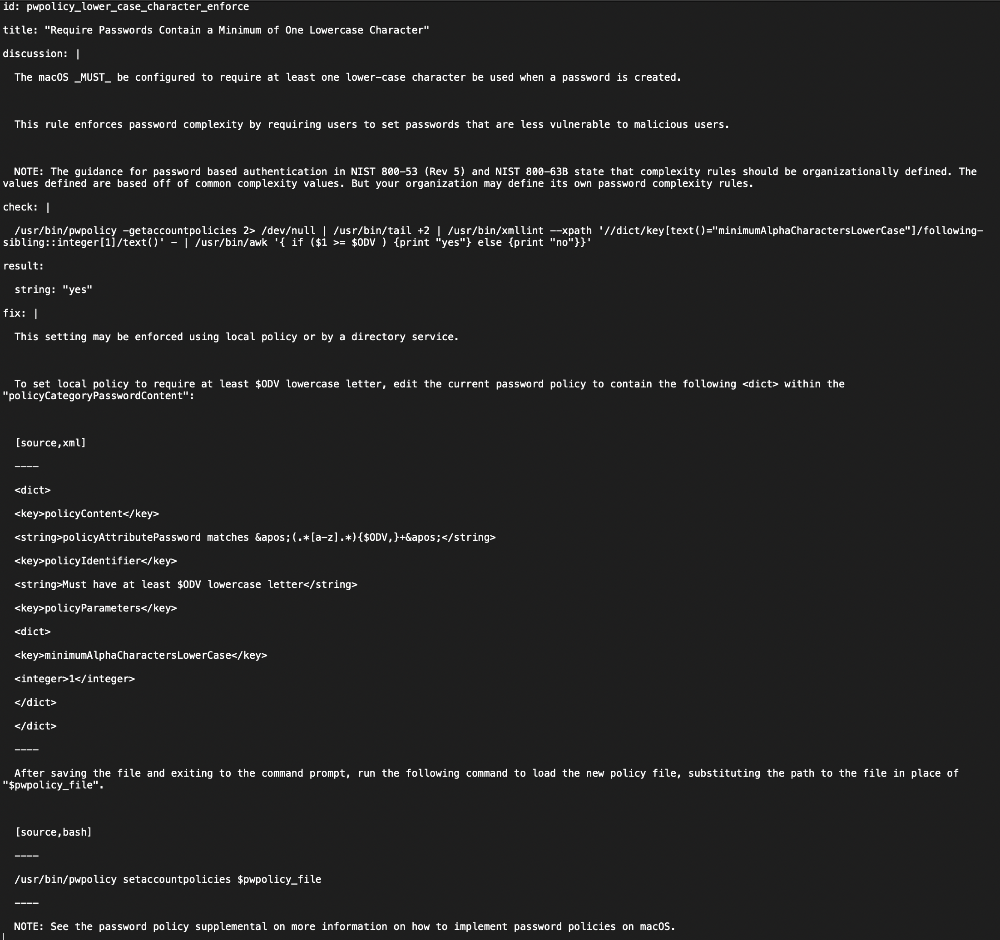 id: pwpolicy_lower_case_character_enforce
title: "Require Passwords Contain a Minimum of One Lowercase Character"
discussion: |
The macOS _MUST_ be configured to require at least one lower-case character be used when a password is created.
This rule enforces password complexity by requiring users to set passwords that are less vulnerable to malicious users.
NOTE: The guidance for password based authentication in NIST 800-53 (Rev 5) and NIST 800-63B state that complexity rules should be organizationally defined. The
values defined are based off of common complexity values. But your organization may define its own password complexity rules.
check: |
/usr/bin/pwpolicy -getaccountpolicies 2> /dev/null | /usr/bin/tail +2 | /usr/bin/xmllint --xpath '//dict/key[text()="minimumAlphaCharactersLowerCase"]/following-
sibling::integer[1]/text()' - | /usr/bin/awk '{ if ($1 >= $ODV ) {print "yes"} else {print "no"}}'
result:
string: "yes"
fix: |
This setting may be enforced using local policy or by a directory service.
To set local policy to require at least $ODV lowercase letter, edit the current password policy to contain the following <dict> within the
"policyCategoryPasswordContent":
[source,xml]
----
<dict>
<key>policyContent</key>
<string>policyAttributePassword matches &apos;(.*[a-z].*){$ODV,}+&apos;</string>
<key>policyIdentifier</key>
<string>Must have at least $ODV lowercase letter</string>
<key>policyParameters</key>
<dict>
<key>minimumAlphaCharactersLowerCase</key>
<integer>1</integer>
</dict>
</dict>
----
After saving the file and exiting to the command prompt, run the following command to load the new policy file, substituting the path to the file in place of
"$pwpolicy_file".
[source,bash]
----
/usr/bin/pwpolicy setaccountpolicies $pwpolicy_file
----
NOTE: See the password policy supplemental on more information on how to implement password policies on macOS.